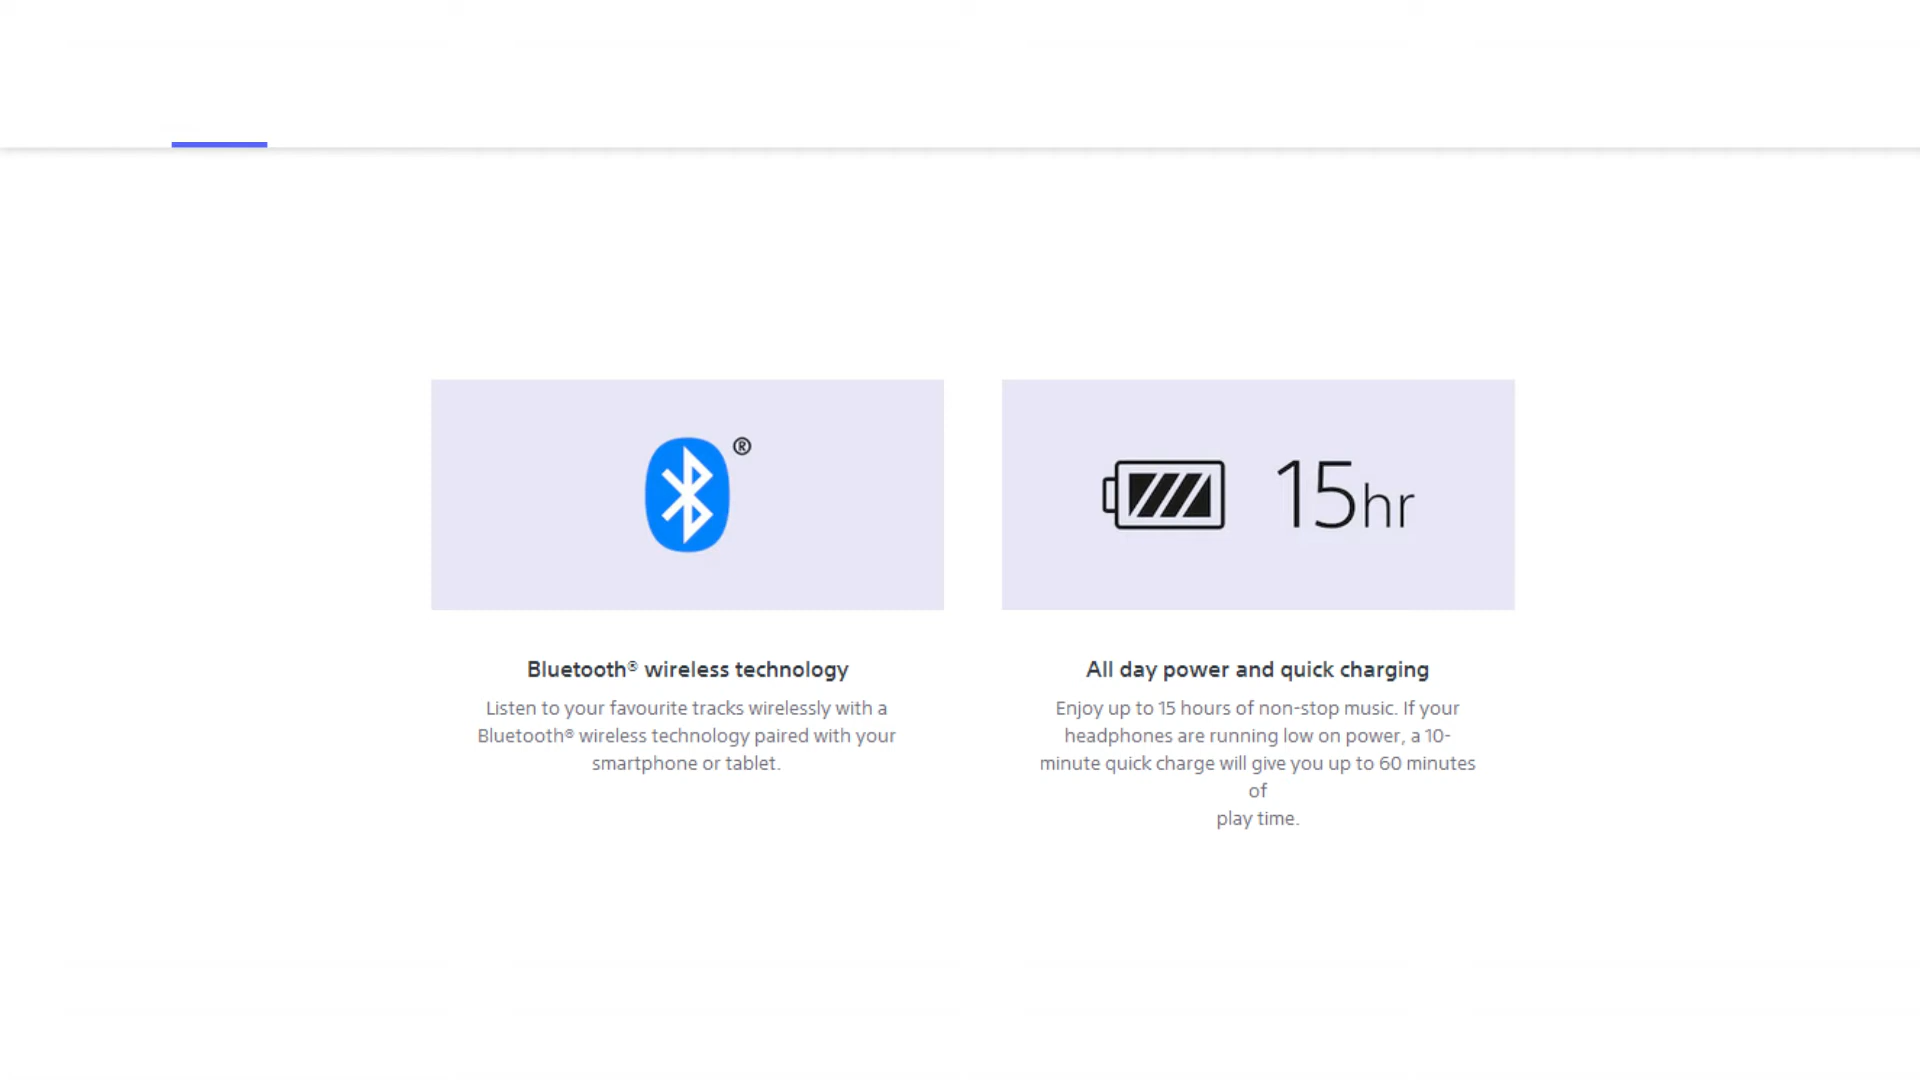 ®
15hr
Bluetooth® wireless technology
Listen to your favourite tracks wirelessly with a
Bluetooth® wireless technology paired with your
smartphone or tablet.
All day power and quick charging
Enjoy up to 15 hours of non-stop music. If your
headphones are running low on power, a 10-
minute quick charge will give you up to 60 minutes
of
play time.